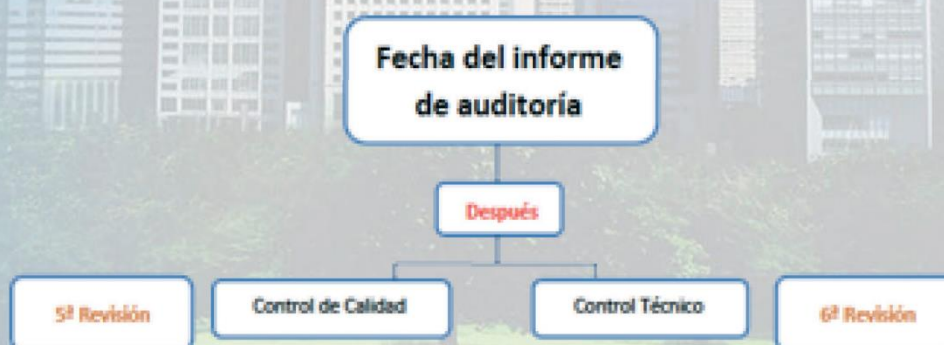 Fecha del informe
de auditoría
Después
5ª Revisión
Control de Calidad
Control Técnico
6ª Revisión